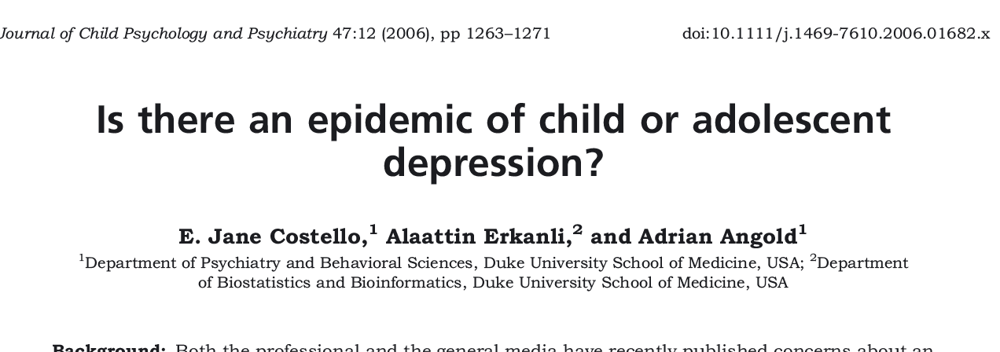 Journal of Child Psychology and Psychiatry 47:12 (2006), pp 1263–1271 doi:10.1111/j.1469-7610.2006.01682.x
Is there an epidemic of child or adolescent
depression?
E. Jane Costello,¹ Alaattin Erkanli,² and Adrian Angold¹
¹Department of Psychiatry and Behavioral Sciences, Duke University School of Medicine, USA; ²Department
of Biostatistics and Bioinformatics, Duke University School of Medicine, USA
Background: Both the professional and the general media have recently published concerns about an